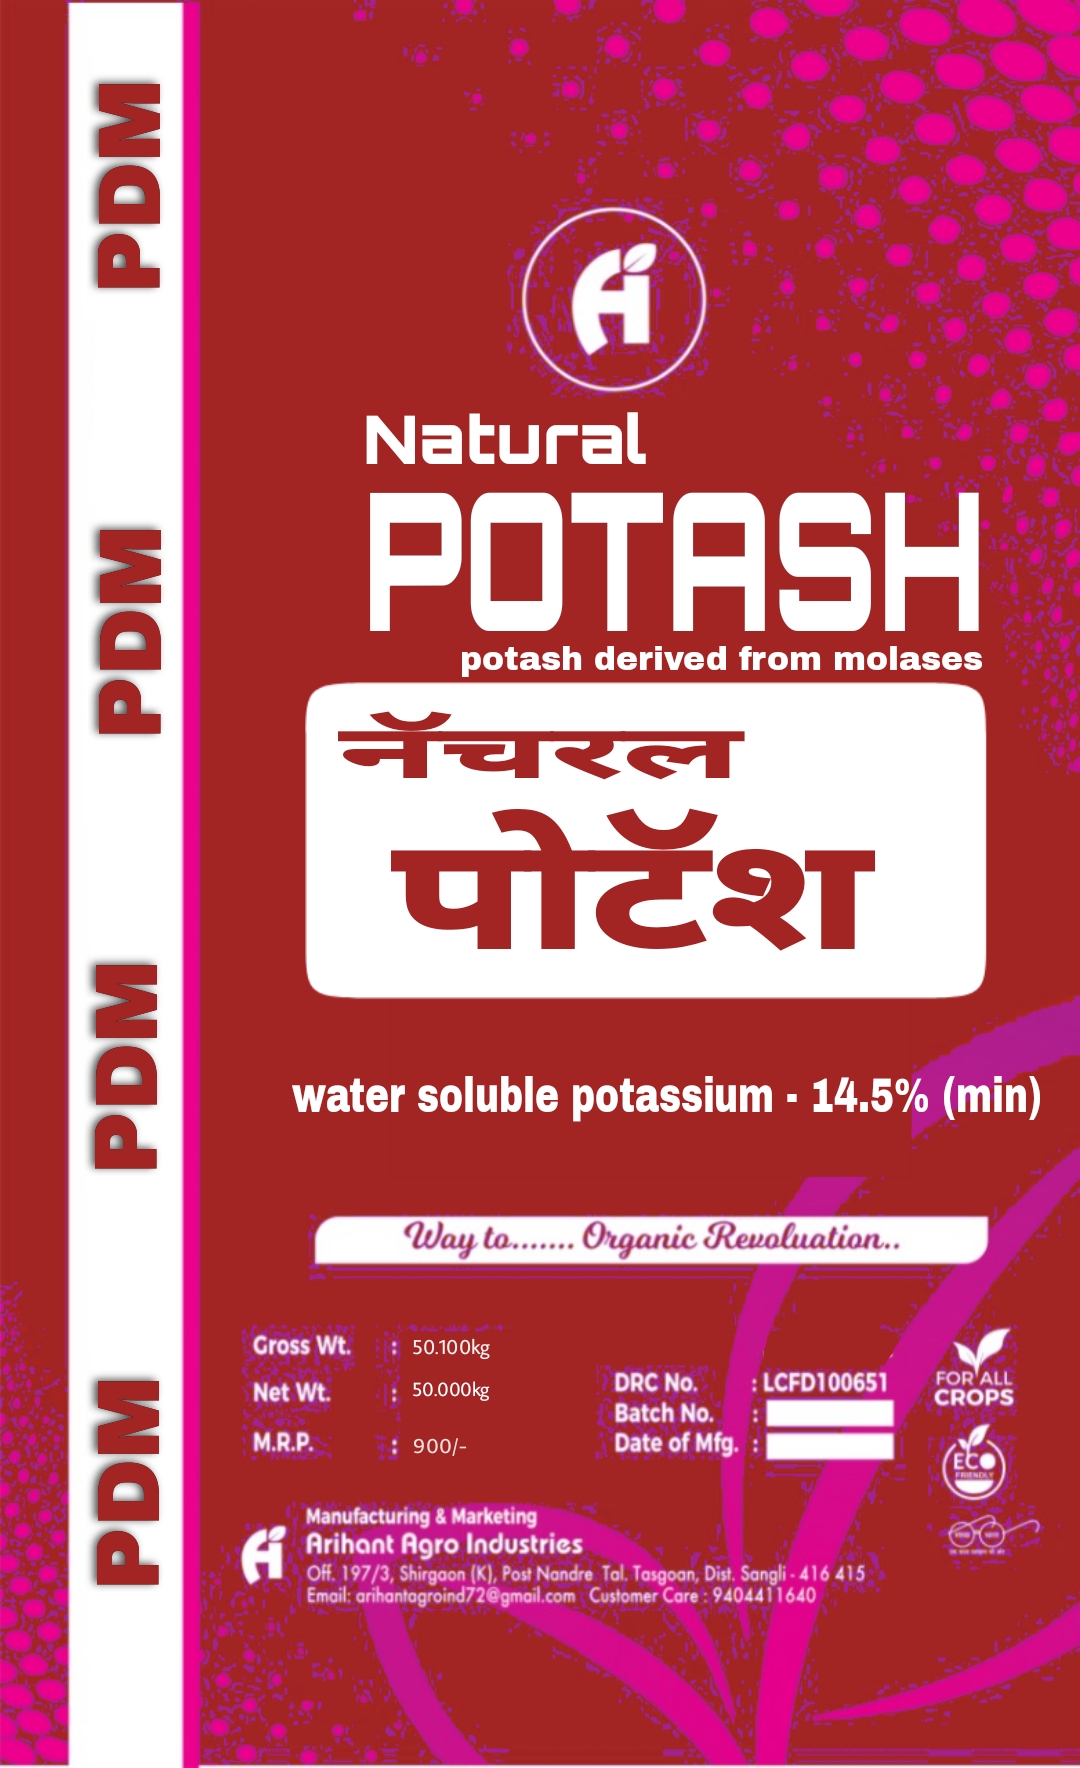 PDM
PDM
PDM
PDM
Natural
POTASH
potash derived from molases
नॅचरल
पोटॅश
water soluble potassium - 14.5% (min)
Way to....... Organic Revoluation..
Gross Wt. : 50.100kg
Net Wt. : 50.000kg
M.R.P. : 900/-
DRC No. : LCFD100651
Batch No. :
Date of Mfg. :
FOR ALL
CROPS
ECO
FRIENDLY
Manufacturing & Marketing
Arihant Agro Industries
Off. 197/3, Shirgaon (K), Post Nandre Tal. Tasgoan, Dist. Sangli - 416 415
Email: arihantagroind72@gmail.com Customer Care : 9404411640